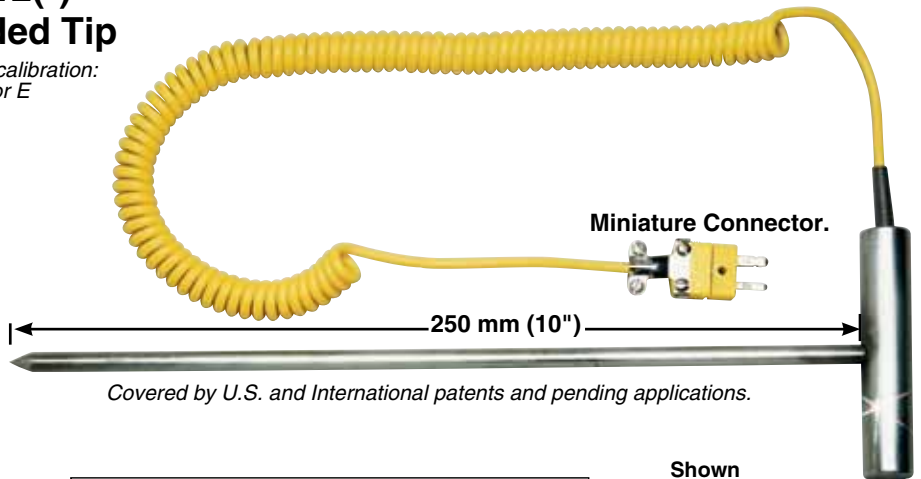 led Tip
calibration:
or E
Miniature Connector.
250 mm (10")
Covered by U.S. and International patents and pending applications.
Shown